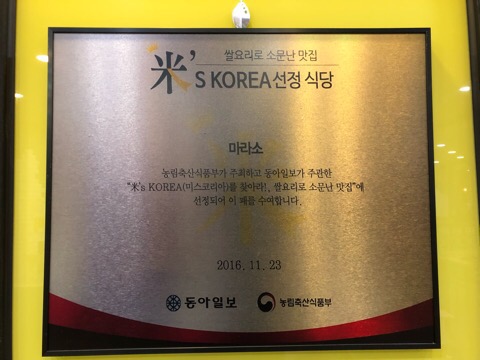 쌀요리로 소문난 맛집
米's KOREA선정 식당
마라소
농림축산식품부가 주최하고 동아일보가 주관한
“米's KOREA(미스코리아)를 찾아라!, 쌀요리로 소문난 맛집”에
선정되어 이 패를 수여합니다.
2016. 11. 23
동아일보 농림축산식품부